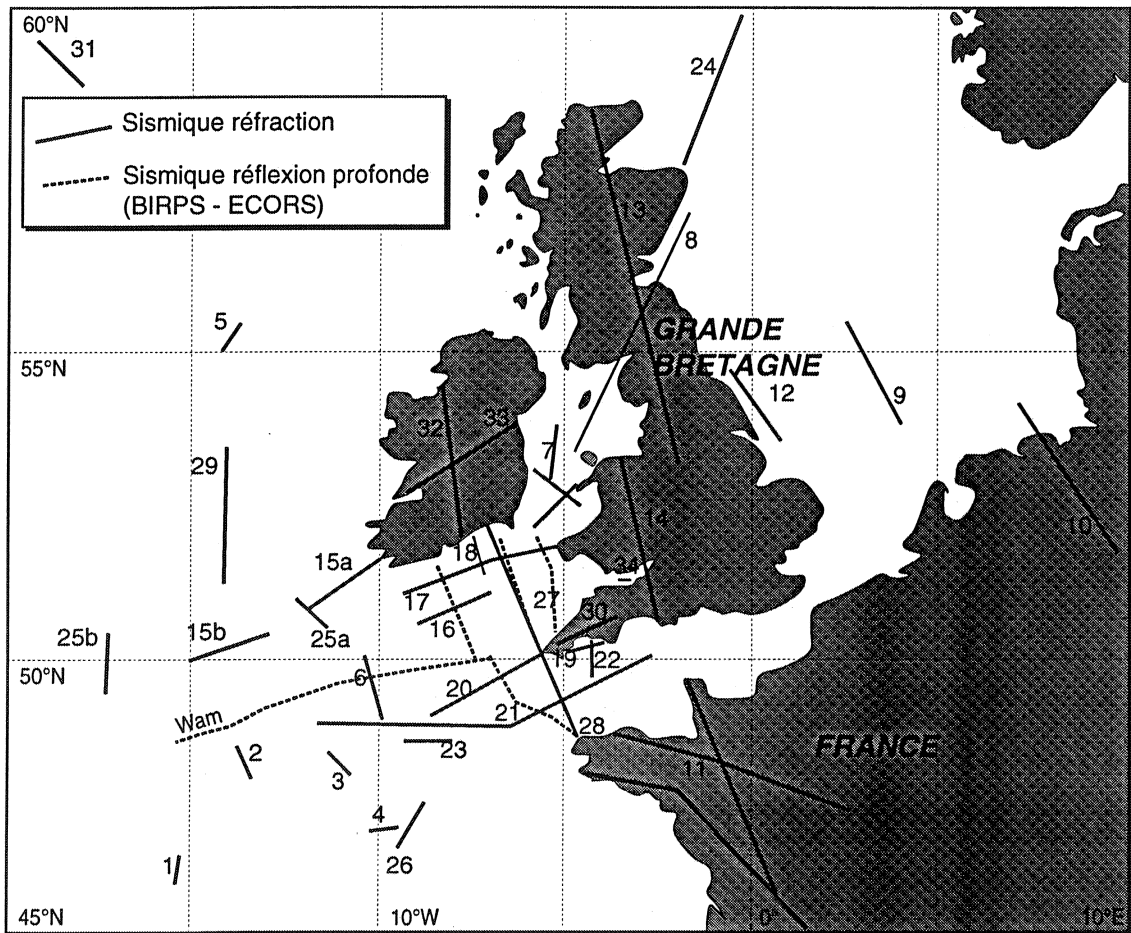 60°N
31
24
Sismique réfraction
Sismique réflexion profonde
(BIRPS - ECORS)
13
8
5
GRANDE
BRETAGNE
55°N
12
9
32
33
7
29
10
14
18
15a
34
17
27
30
16
25a
15b
25b
19
22
50°N
6
20
21
28
Wam
FRANCE
2
23
11
3
4
26
1
45°N
10°W
0°
10°E